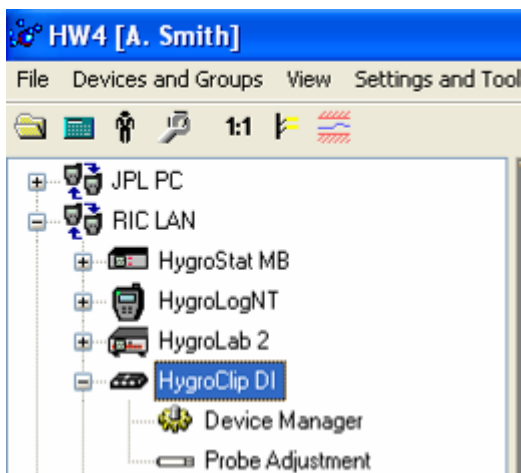 HW4 [A. Smith]
File Devices and Groups View Settings and Tool
1:1
JPL PC
RIC LAN
HygroStat MB
HygroLogNT
HygroLab 2
HygroClip DI
Device Manager
Probe Adjustment